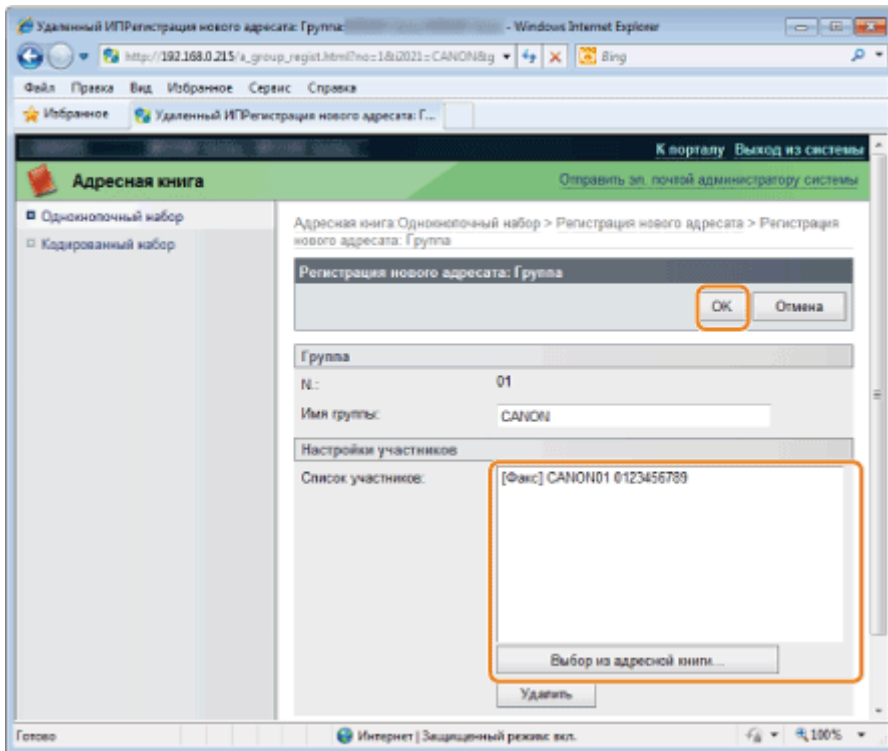 Удаленный ИПРегистрация нового адресата: Группа: - Windows Internet Explorer
http://192.168.0.215/a_group_regist.html?no=1&i2021=CANON&g
Bing
Файл Правка Вид Избранное Сервис Справка
Избранное
Удаленный ИПРегистрация нового адресата: Г...
К порталу Выход из системы
Адресная книга
Отправить эл. почтой администратору системы
Однокнопочный набор
Кодированный набор
Адресная книга:Однокнопочный набор > Регистрация нового адресата > Регистрация
нового адресата: Группа
Регистрация нового адресата: Группа
OK Отмена
Группа
N.: 01
Имя группы: CANON
Настройки участников
Список участников: [Факс] CANON01 0123456789
Выбор из адресной книги...
Удалить
Готово
Интернет | Защищенный режим: вкл.
100%